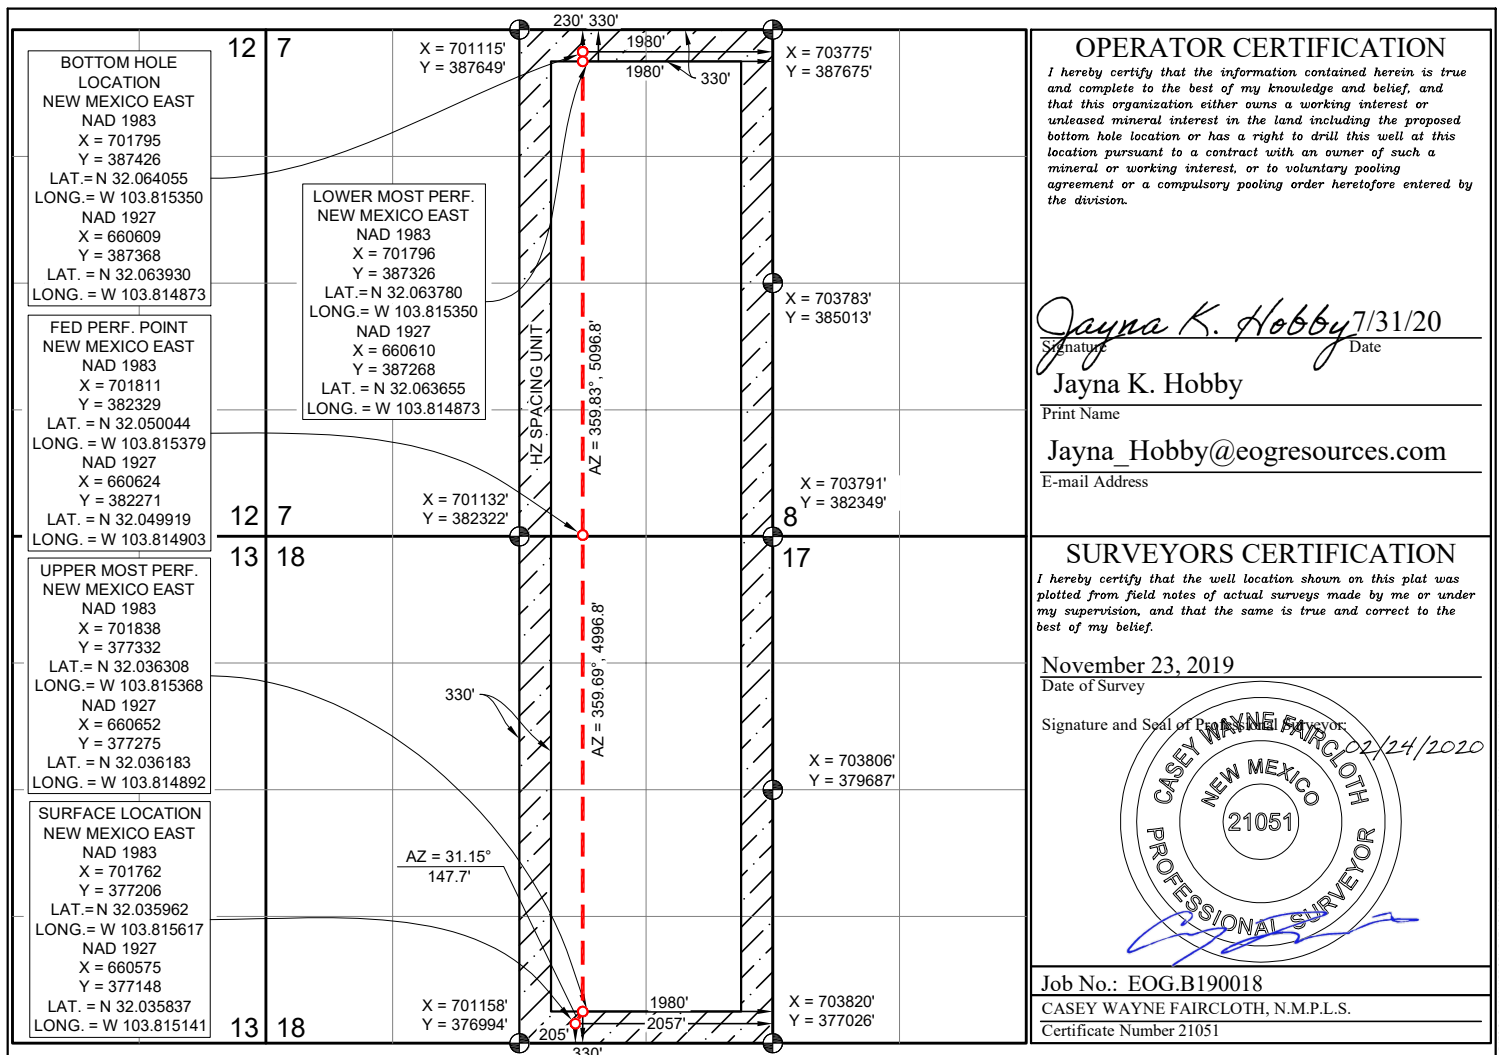 12 7
BOTTOM HOLE
LOCATION
NEW MEXICO EAST
NAD 1983
X = 701795
Y = 387426
LAT.= N 32.064055
LONG.= W 103.815350
NAD 1927
X = 660609
Y = 387368
LAT. = N 32.063930
LONG. = W 103.814873
FED PERF. POINT
NEW MEXICO EAST
NAD 1983
X = 701811
Y = 382329
LAT.= N 32.050044
LONG. = W 103.815379
NAD 1927
X = 660624
Y = 382271
LAT. = N 32.049919
LONG. = W 103.814903
12 7
13 18
UPPER MOST PERF.
NEW MEXICO EAST
NAD 1983
X = 701838
Y = 377332
LAT.= N 32.036308
LONG.= W 103.815368
NAD 1927
X = 660652
Y = 377275
LAT. = N 32.036183
LONG. = W 103.814892
SURFACE LOCATION
NEW MEXICO EAST
NAD 1983
X = 701762
Y = 377206
LAT.= N 32.035962
LONG.= W 103.815617
NAD 1927
X = 660575
Y = 377148
LAT. = N 32.035837
LONG. = W 103.815141
13 18
LOWER MOST PERF.
NEW MEXICO EAST
NAD 1983
X = 701796
Y = 387326
LAT.= N 32.063780
LONG.= W 103.815350
NAD 1927
X = 660610
Y = 387268
LAT. = N 32.063655
LONG. = W 103.814873
230' 330'
X = 701115'
Y = 387649'
1980'
1980'
330'
X = 703775'
Y = 387675'
X = 703783'
Y = 385013'
HZ SPACING UNIT
AZ = 359.83°, 5096.8'
X = 701132'
Y = 382322'
X = 703791'
Y = 382349'
8
17
AZ = 359.69°, 4996.8'
330'
X = 703806'
Y = 379687'
AZ = 31.15°
147.7'
X = 701158'
Y = 376994'
1980'
2057'
205'
330'
X = 703820'
Y = 377026'
OPERATOR CERTIFICATION
I hereby certify that the information contained herein is true
and complete to the best of my knowledge and belief, and
that this organization either owns a working interest or
unleased mineral interest in the land including the proposed
bottom hole location or has a right to drill this well at this
location pursuant to a contract with an owner of such a
mineral or working interest, or to voluntary pooling
agreement or a compulsory pooling order heretofore entered by
the division.
Jayna K. Hobby 7/31/20
Signature Date
Jayna K. Hobby
Print Name
Jayna_Hobby@eogresources.com
E-mail Address
SURVEYORS CERTIFICATION
I hereby certify that the well location shown on this plat was
plotted from field notes of actual surveys made by me or under
my supervision, and that the same is true and correct to the
best of my belief.
November 23, 2019
Date of Survey
Signature and Seal of Professional Surveyor:
02/24/2020
CASEY WAYNE FAIRCLOTH
NEW MEXICO
21051
PROFESSIONAL SURVEYOR
Job No.: EOG.B190018
CASEY WAYNE FAIRCLOTH, N.M.P.L.S.
Certificate Number 21051